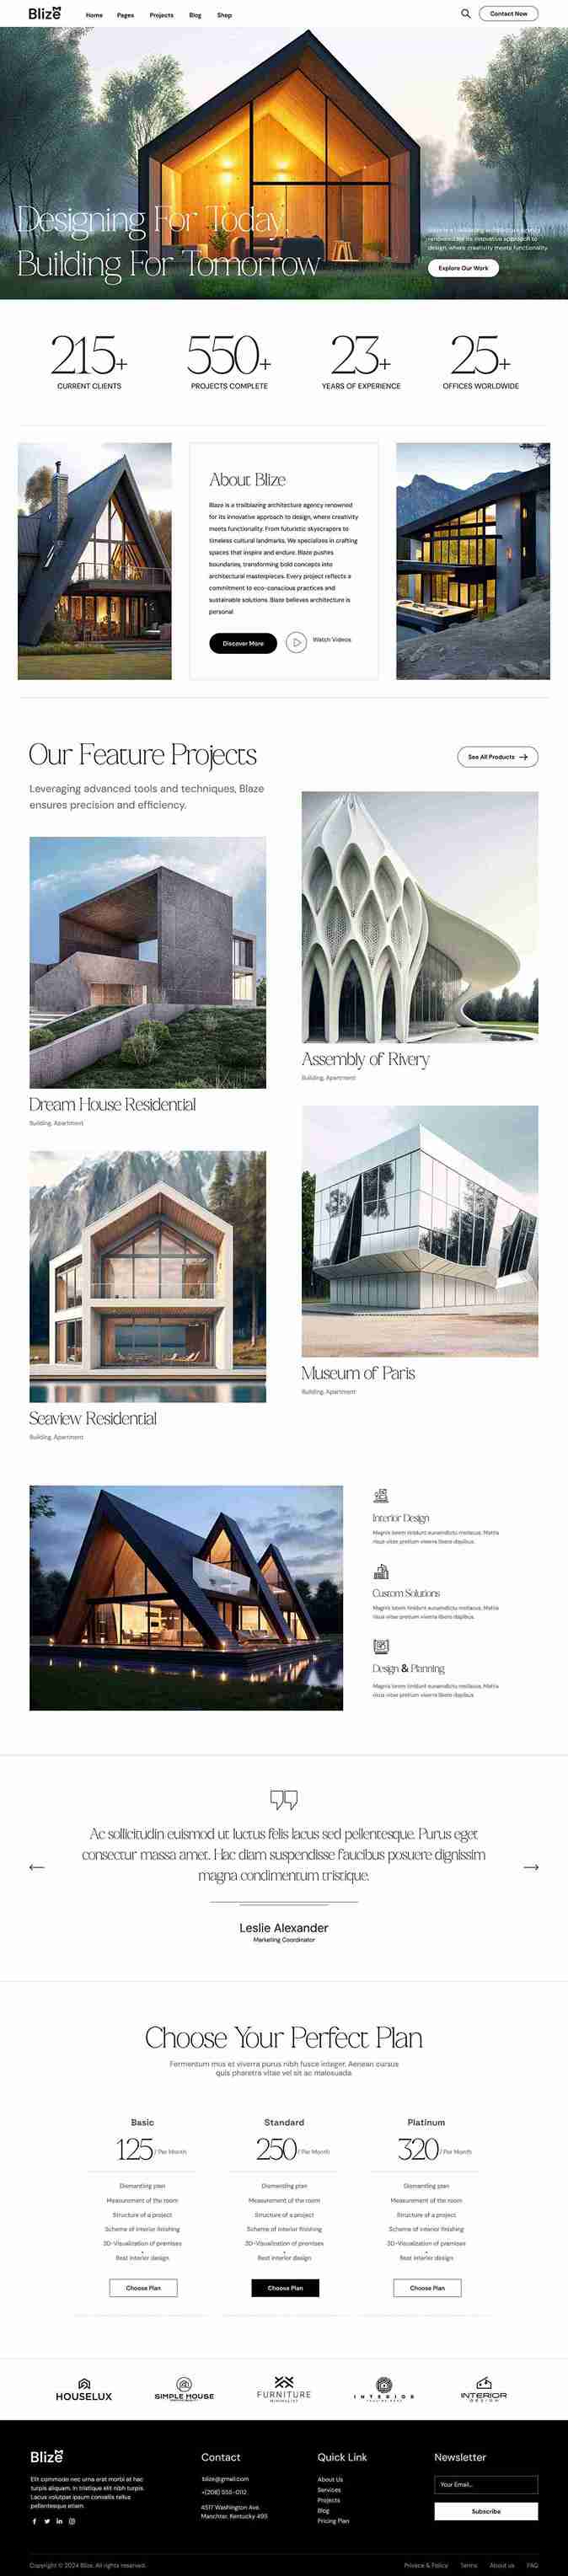 Blize
Home Pages Projects Blog Shop
Contact Now
Designing For Today,
Building For Tomorrow
renowned for its innovative approach to
design, where creativity meets functionality.
Explore Our Work
215+
CURRENT CLIENTS
550+
PROJECTS COMPLETE
23+
YEARS OF EXPERIENCE
25+
OFFICES WORLDWIDE
About Blize
Blaze is a trailblazing architecture agency renowned
for its innovative approach to design, where creativity
meets functionality. From futuristic skyscrapers to
timeless cultural landmarks, We specializes in crafting
spaces that inspire and endure. Blaze pushes
boundaries, transforming bold concepts into
architectural masterpieces. Every project reflects a
commitment to eco-conscious practices and
sustainable solutions. Blaze believes architecture is
personal
Discover More
Watch Videos
Our Feature Projects
See All Products
Leveraging advanced tools and techniques, Blaze
ensures precision and efficiency.
Assembly of Rivery
Building, Apartment
Dream House Residential
Building, Apartment
Museum of Paris
Building, Apartment
Seaview Residential
Building, Apartment
Interior Design
Magnis lorem tincidunt mattis
risus vitae pretium viverra libero dapibus.
Custom Solutions
Magnis lorem tincidunt mattis
risus vitae pretium viverra libero dapibus.
Design & Planning
Magnis lorem tincidunt mattis
risus vitae pretium viverra libero dapibus
Ac sollicitudin euismod ut luctus felis lacus sed pellentesque. Purus eget
consectur massa amet. Hac diam suspendisse faucibus posuere dignissim
magna condimentum tristique.
Leslie Alexander
Marketing Coordinator
Choose Your Perfect Plan
Fermentum mus et viverra purus nibh fusce integer. Aenean cursus
quis pharetra vitae vel sit ac malesuada.
Basic
125 / Per Month
Dismantling plan
Measurement of the room
Structure of a project
Scheme of interior finishing
3D-Visualization of premises
Best interior design
Choose Plan
Standard
250 / Per Month
Dismantling plan
Measurement of the room
Structure of a project
Scheme of interior finishing
3D-Visualization of premises
Best interior design
Choose Plan
Platinum
320 / Per Month
Dismantling plan
Measurement of the room
Structure of a project
Scheme of interior finishing
3D-Visualization of premises
Best interior design
Choose Plan
HOUSELUX
SIMPLE HOUSE
FURNITURE
MINIMALIST
INTERIOR
INTERIOR
DESIGN
Blize
Elit commodo nec urna erat morbi at hac
turpis aliquam. In tristique elit nibh turpis.
Lacus volutpat ipsum convallis tellus
pellentesque etiam.
Contact
blize@gmail.com
+(208) 555-0112
4517 Washington Ave.
Manchter, Kentucky 495
Quick Link
About Us
Services
Projects
Blog
Pricing Plan
Newsletter
Your Email...
Subscribe
Copyright © 2024 Blize. All rights reserved.
Privace & Policy Terms About us FAQ